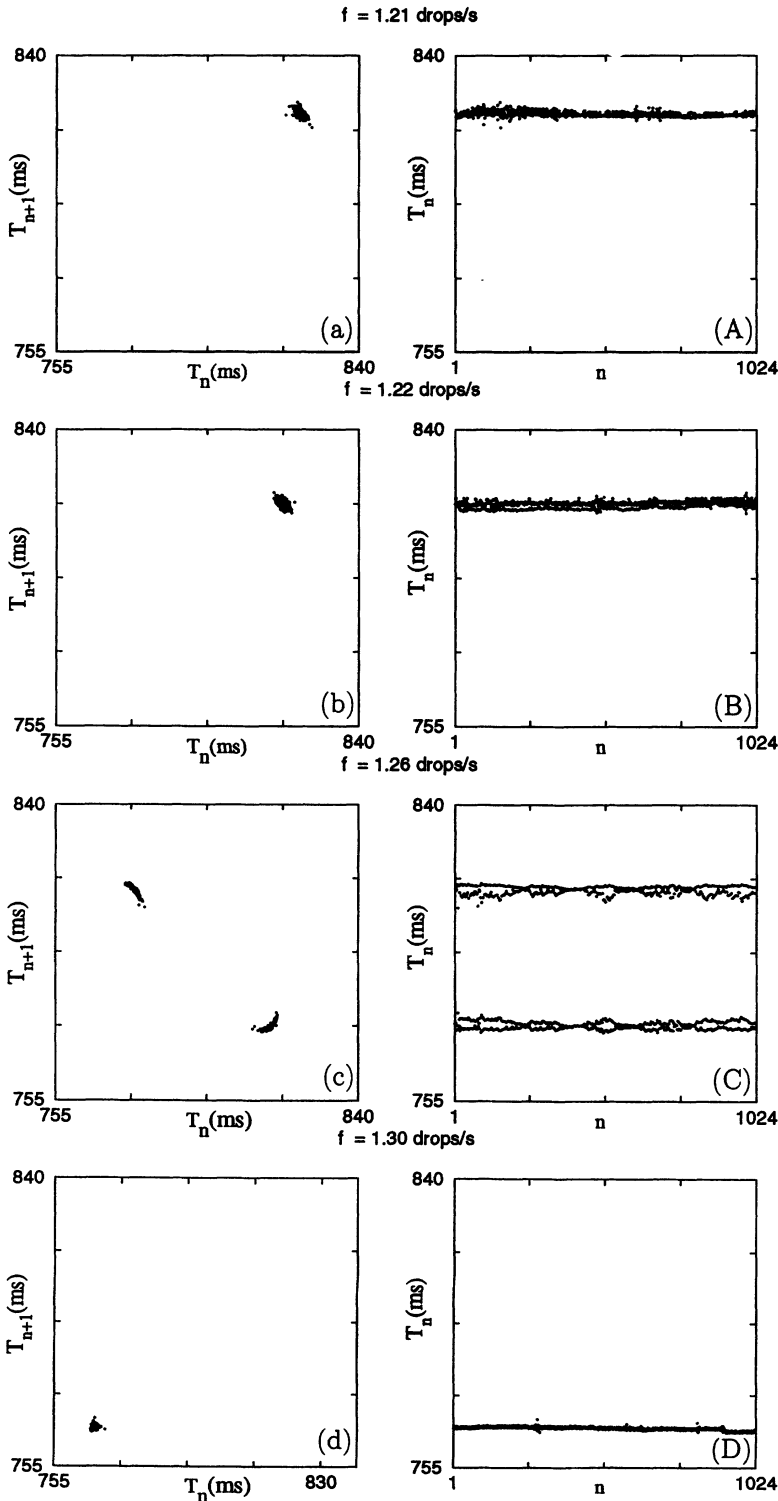 f = 1.21 drops/s
840
T_{n+1}(ms)
755
755
T_n(ms)
840
(a)
840
T_n(ms)
755
1
n
1024
(A)
f = 1.22 drops/s
840
T_{n+1}(ms)
755
755
T_n(ms)
840
(b)
840
T_n(ms)
755
1
n
1024
(B)
f = 1.26 drops/s
840
T_{n+1}(ms)
755
755
T_n(ms)
840
(c)
840
T_n(ms)
755
1
n
1024
(C)
f = 1.30 drops/s
840
T_{n+1}(ms)
755
755
T_n(ms)
830
(d)
840
T_n(ms)
755
1
n
1024
(D)